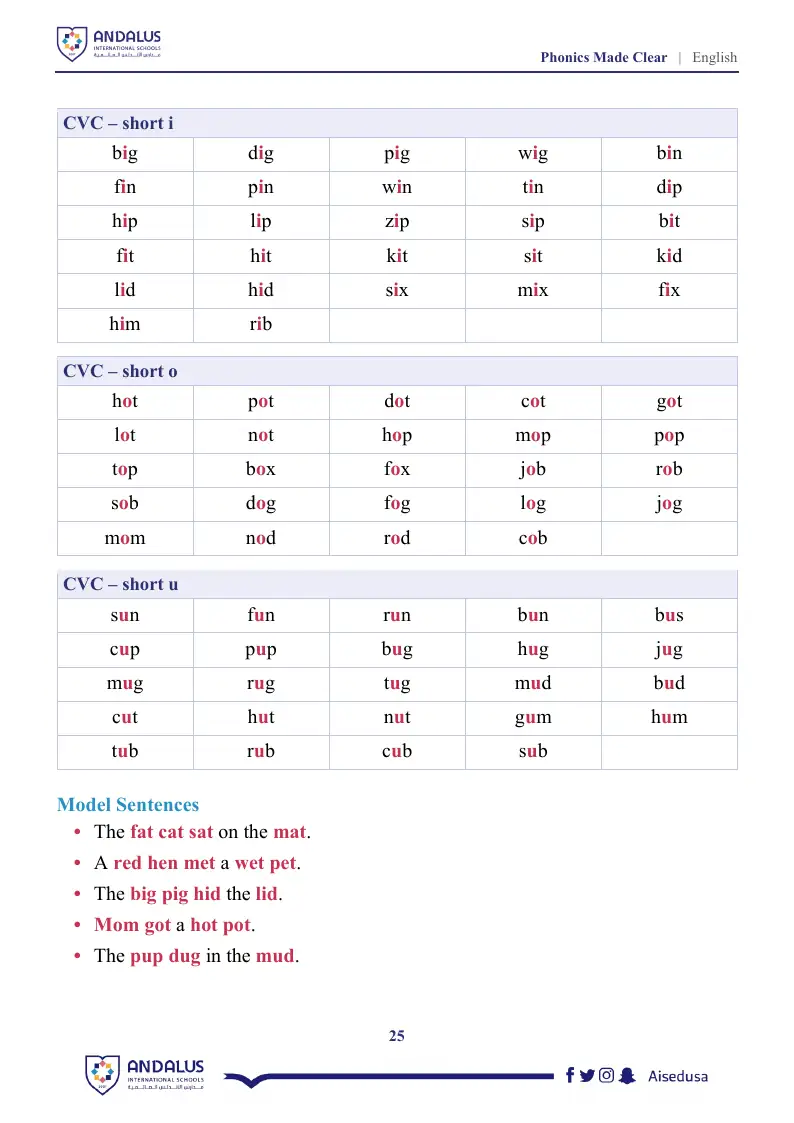 ANDALUS
INTERNATIONAL SCHOOLS
مدارس الأندلس العالمية
Phonics Made Clear | English
CVC – short i
big dig pig wig bin
fin pin win tin dip
hip lip zip sip bit
fit hit kit sit kid
lid hid six mix fix
him rib
CVC – short o
hot pot dot cot got
lot not hop mop pop
top box fox job rob
sob dog fog log jog
mom nod rod cob
CVC – short u
sun fun run bun bus
cup pup bug hug jug
mug rug tug mud bud
cut hut nut gum hum
tub rub cub sub
Model Sentences
• The fat cat sat on the mat.
• A red hen met a wet pet.
• The big pig hid the lid.
• Mom got a hot pot.
• The pup dug in the mud.
25
ANDALUS
INTERNATIONAL SCHOOLS
مدارس الأندلس العالمية
Aisedusa